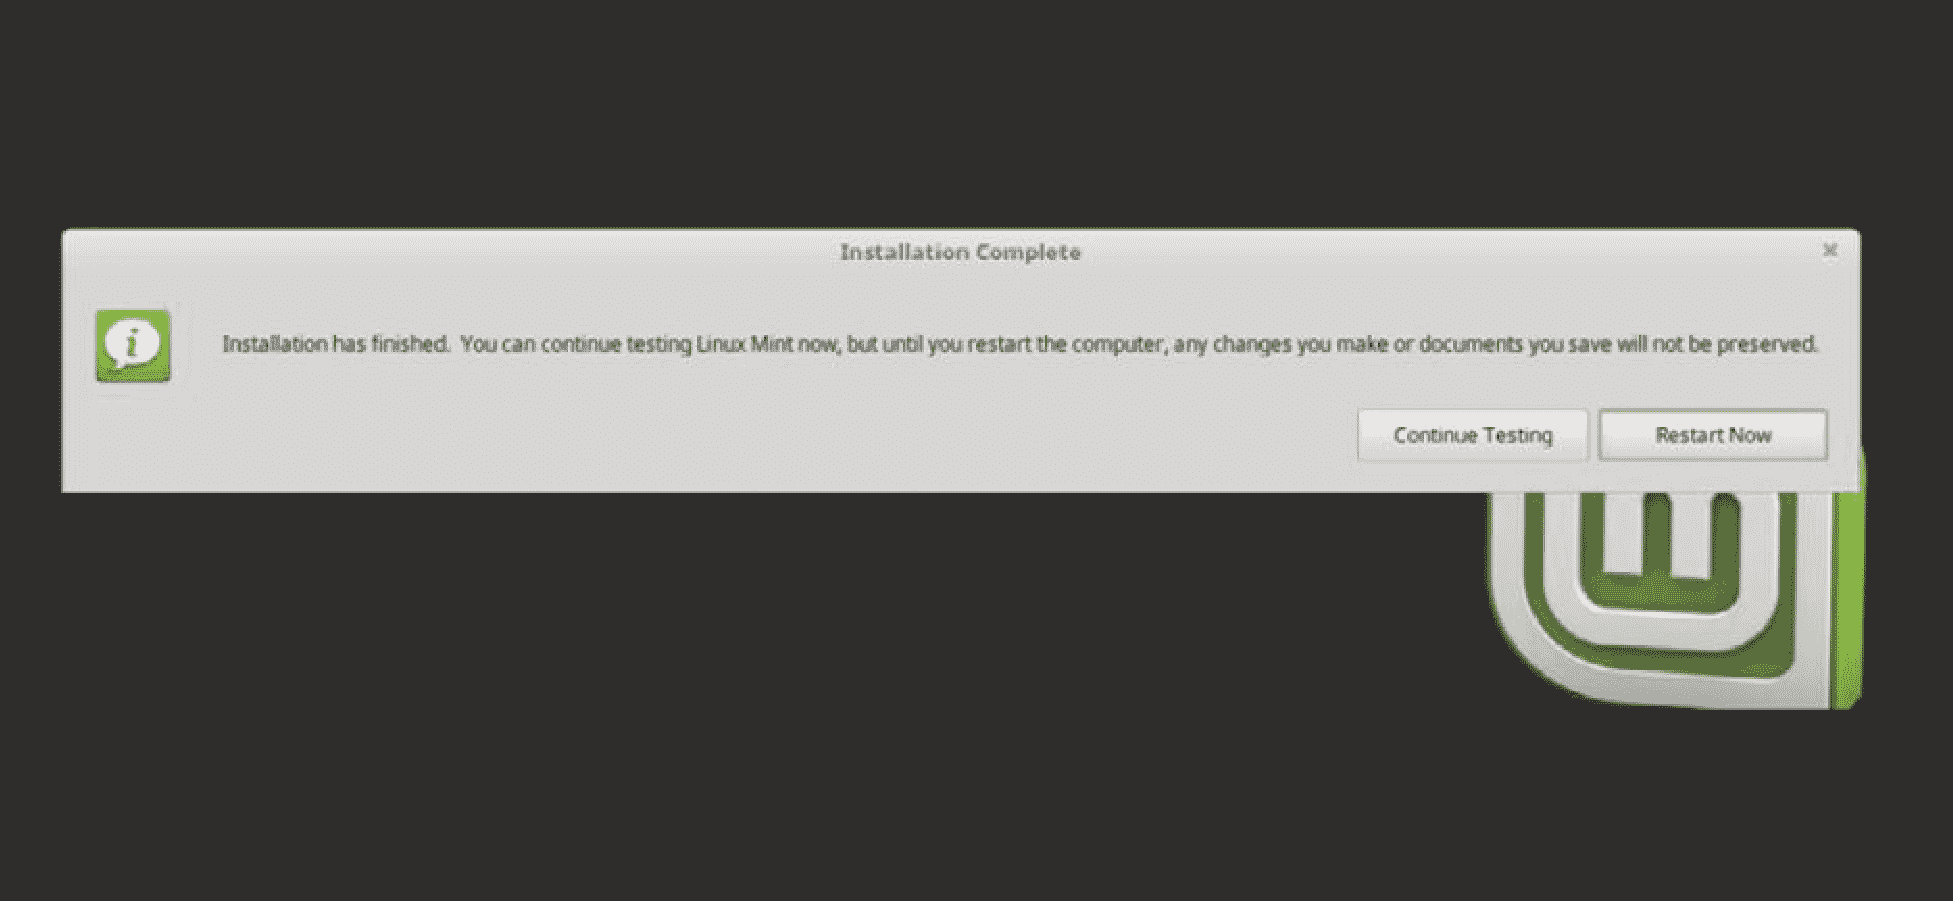 Installation Complete
Installation has finished. You can continue testing Linux Mint now, but until you restart the computer, any changes you make or documents you save will not be preserved.
Continue Testing
Restart Now